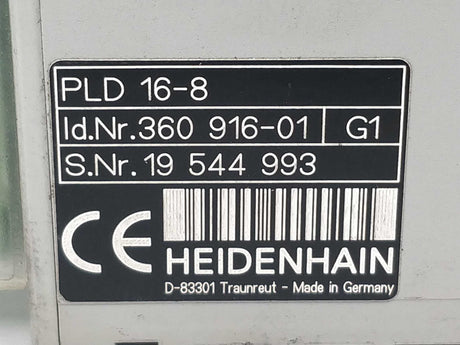 PLD 16-8
Id.Nr. 360 916-01 G1
S.Nr. 19 544 993
CE
HEIDENHAIN
D-83301 Traunreut - Made in Germany